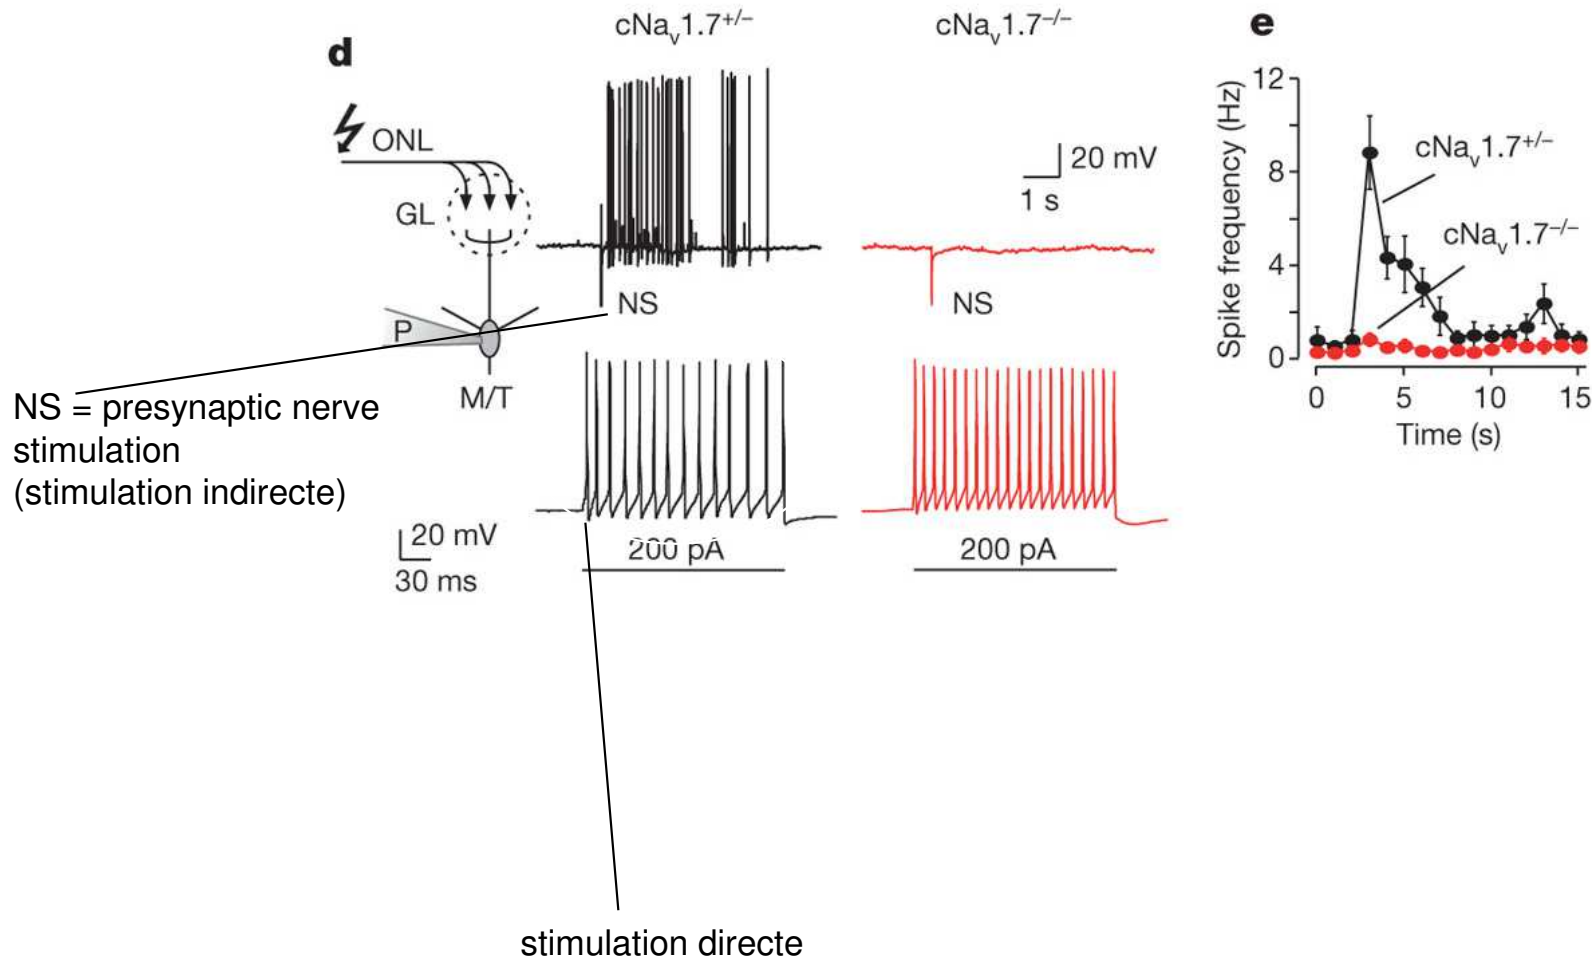 d
cNav1.7+/–
cNav1.7–/–
e
ONL
GL
P
M/T
NS
NS
20 mV
1 s
NS = presynaptic nerve
stimulation
(stimulation indirecte)
20 mV
30 ms
200 pA
200 pA
stimulation directe
Spike frequency (Hz)
12
8
4
0
cNav1.7+/–
cNav1.7–/–
0
5
10
15
Time (s)